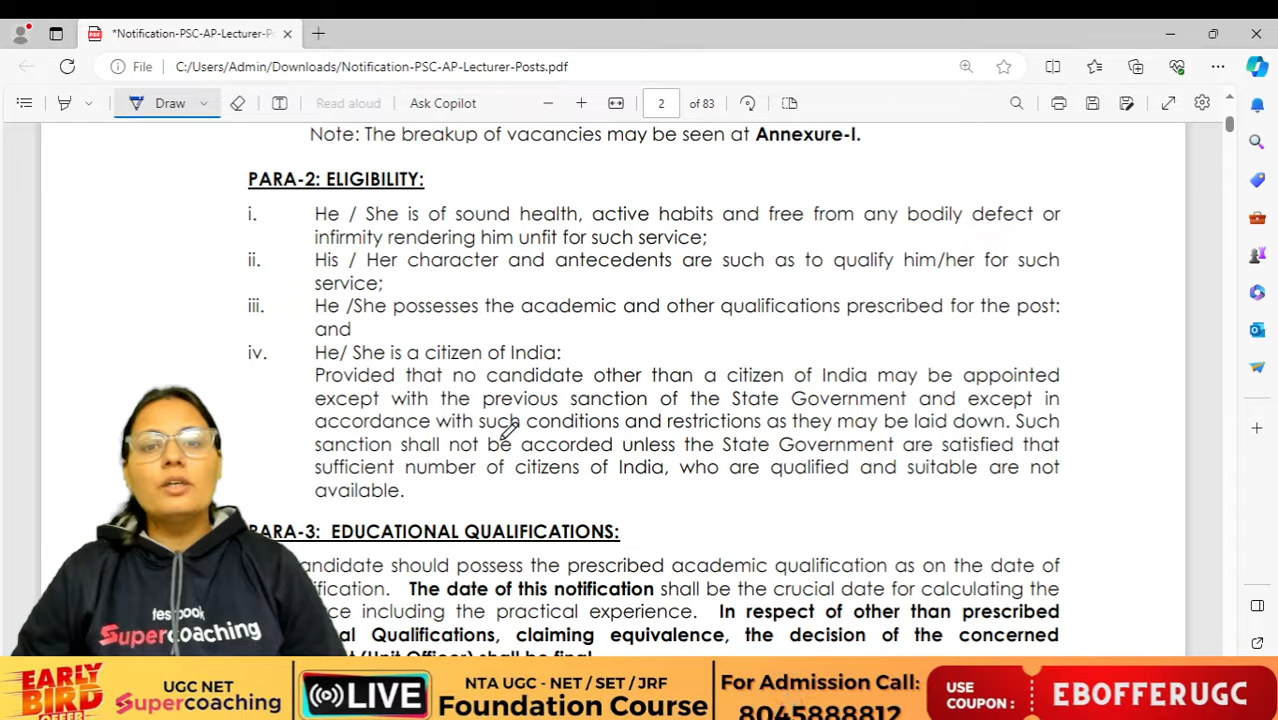 *Notification-PSC-AP-Lecturer-Po
File C:/Users/Admin/Downloads/Notification-PSC-AP-Lecturer-Posts.pdf
Draw Read aloud Ask Copilot 2 of 83
Note: The breakup of vacancies may be seen at Annexure-I.
PARA-2: ELIGIBILITY:
i. He / She is of sound health, active habits and free from any bodily defect or
infirmity rendering him unfit for such service;
ii. His / Her character and antecedents are such as to qualify him/her for such
service;
iii. He /She possesses the academic and other qualifications prescribed for the post:
and
iv. He/ She is a citizen of India:
Provided that no candidate other than a citizen of India may be appointed
except with the previous sanction of the State Government and except in
accordance with such conditions and restrictions as they may be laid down. Such
sanction shall not be accorded unless the State Government are satisfied that
sufficient number of citizens of India, who are qualified and suitable are not
available.
PARA-3: EDUCATIONAL QUALIFICATIONS:
andidate should possess the prescribed academic qualification as on the date of
ification. The date of this notification shall be the crucial date for calculating the
ce including the practical experience. In respect of other than prescribed
l Qualifications, claiming equivalence, the decision of the concerned
t (Unit Officer) shall be final.
testbook
Supercoaching
EARLY
BIRD
OFFER
UGC NET
Supercoaching
LIVE
NTA UGC - NET / SET / JRF
Foundation Course
For Admission Call:
8045888812
USE
COUPON :
EBOFFERUGC